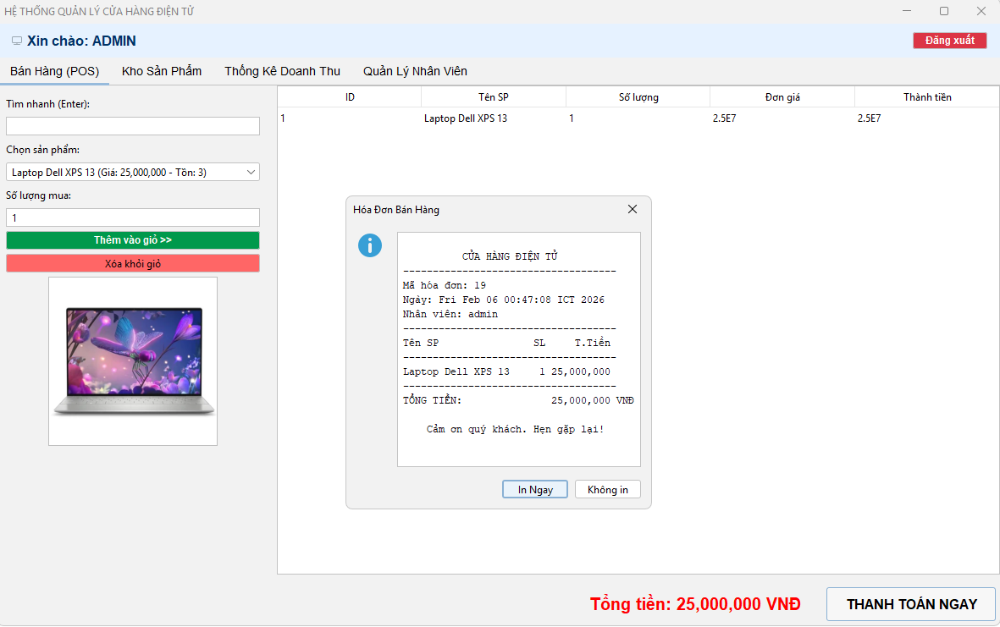 HỆ THỐNG QUẢN LÝ CỬA HÀNG ĐIỆN TỬ
Xin chào: ADMIN
Đăng xuất
Bán Hàng (POS) Kho Sản Phẩm Thống Kê Doanh Thu Quản Lý Nhân Viên
Tìm nhanh (Enter):
Chọn sản phẩm:
Laptop Dell XPS 13 (Giá: 25,000,000 - Tồn: 3)
Số lượng mua:
1
Thêm vào giỏ >>
Xóa khỏi giỏ
ID Tên SP Số lượng Đơn giá Thành tiền
1 Laptop Dell XPS 13 1 2.5E7 2.5E7
Hóa Đơn Bán Hàng
CỬA HÀNG ĐIỆN TỬ
------------------------------------
Mã hóa đơn: 19
Ngày: Fri Feb 06 00:47:08 ICT 2026
Nhân viên: admin
------------------------------------
Tên SP SL T.Tiền
------------------------------------
Laptop Dell XPS 13 1 25,000,000
------------------------------------
TỔNG TIỀN: 25,000,000 VNĐ
Cảm ơn quý khách. Hẹn gặp lại!
In Ngay Không in
Tổng tiền: 25,000,000 VNĐ
THANH TOÁN NGAY